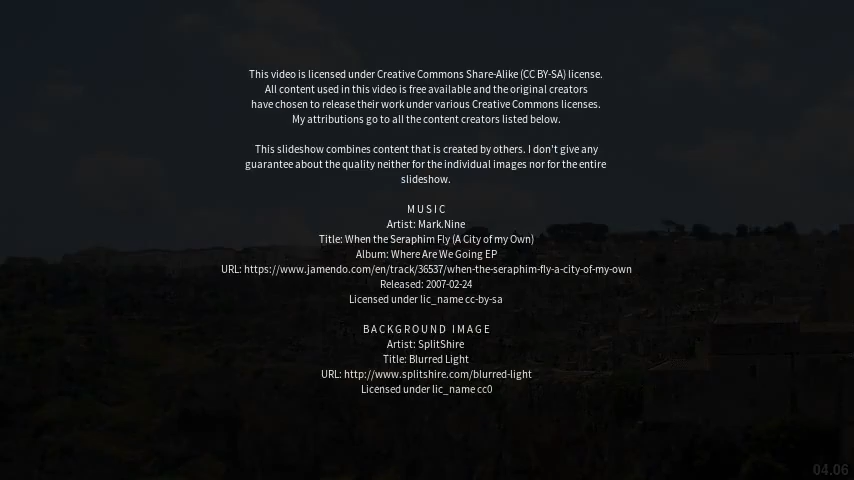 This video is licensed under Creative Commons Share-Alike (CC BY-SA) license.
All content used in this video is free available and the original creators
have chosen to release their work under various Creative Commons licenses.
My attributions go to all the content creators listed below.
This slideshow combines content that is created by others. I don't give any
guarantee about the quality neither for the individual images nor for the entire
slideshow.
MUSIC
Artist: Mark.Nine
Title: When the Seraphim Fly (A City of my Own)
Album: Where Are We Going EP
URL: https://www.jamendo.com/en/track/36537/when-the-seraphim-fly-a-city-of-my-own
Released: 2007-02-24
Licensed under lic_name cc-by-sa
BACKGROUND IMAGE
Artist: SplitShire
Title: Blurred Light
URL: http://www.splitshire.com/blurred-light
Licensed under lic_name cc0
04.06